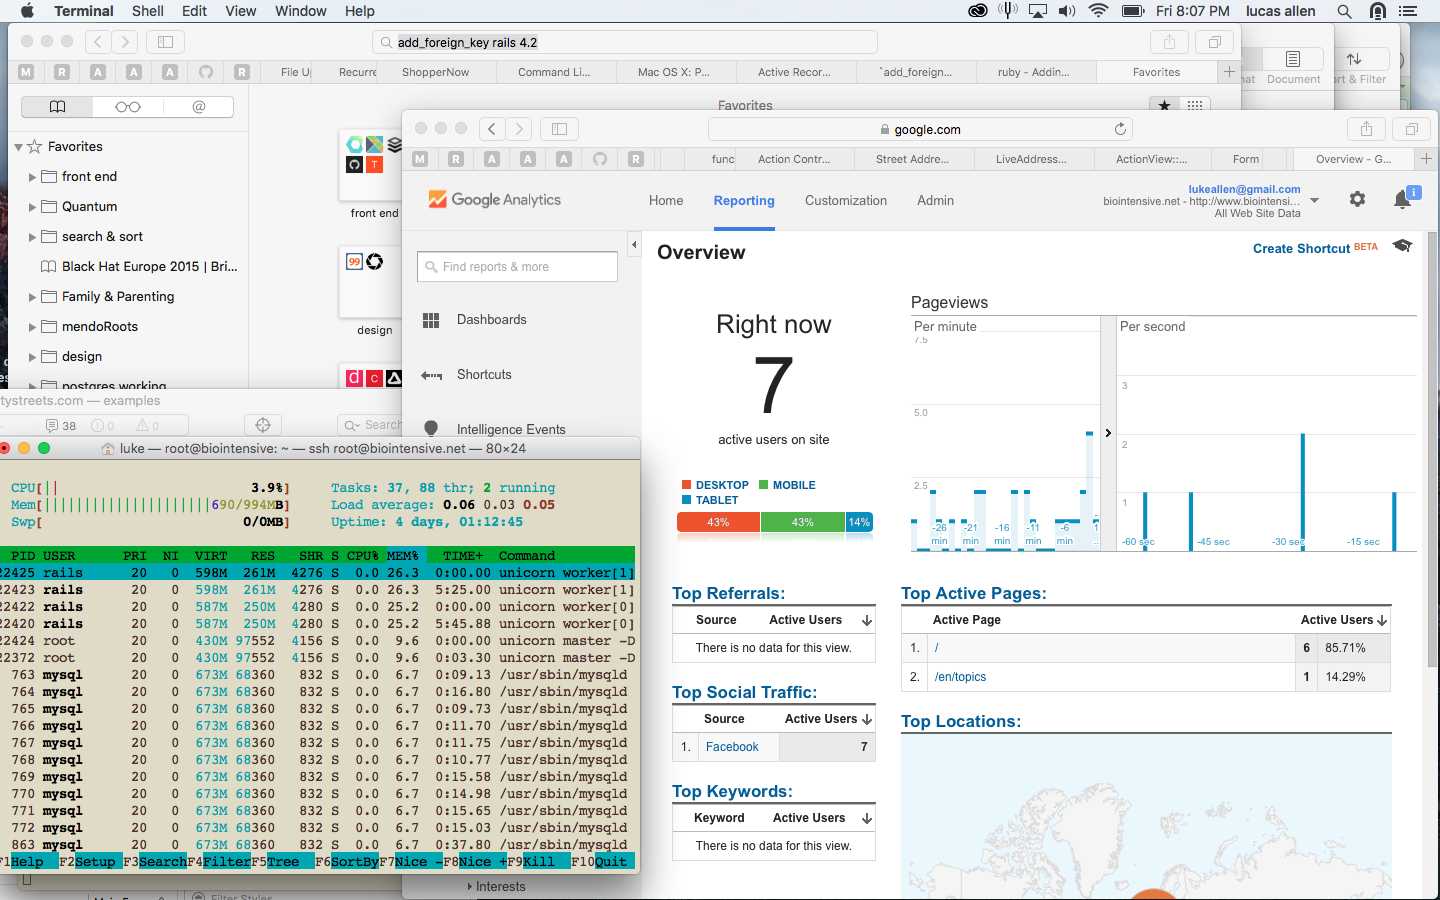 Terminal Shell Edit View Window Help Fri 8:07 PM lucas allen
add_foreign_key rails 4.2
M R A A A R File U Recurre ShopperNow Command Li... Mac OS X: P... Active Recor... `add_foreign... ruby - Addin... Favorites
Document
rt & Filter
@
Favorites
Favorites
front end
Quantum
search & sort
Black Hat Europe 2015 | Bri...
Family & Parenting
mendoRoots
design
postgres working
front end
99
design
google.com
M R A A A R func Action Contr... Street Addre... LiveAddress... ActionView::... Form Overview - G...
Google Analytics
Home Reporting Customization Admin
lukeallen@gmail.com
biointensive.net - http://www.biointensi...
All Web Site Data
Find reports & more
Dashboards
Shortcuts
Intelligence Events
Interests
Overview
Create Shortcut BETA
Right now
7
active users on site
DESKTOP MOBILE
TABLET
43% 43% 14%
Pageviews
Per minute
7.5
5.0
2.5
-26 min -21 min -16 min -11 min -6 min
Per second
3
2
1
-60 sec -45 sec -30 sec -15 sec
Top Referrals:
Source Active Users
There is no data for this view.
Top Social Traffic:
Source Active Users
1. Facebook 7
Top Keywords:
Keyword Active Users
There is no data for this view.
Top Active Pages:
Active Page Active Users
1. / 6 85.71%
2. /en/topics 1 14.29%
Top Locations:
tystreets.com — examples
38 0 0 Search
luke — root@biointensive: ~ — ssh root@biointensive.net — 80×24
CPU[|| 3.9%] Tasks: 37, 88 thr; 2 running
Mem[|||||||||||||||||||||690/994MB] Load average: 0.06 0.03 0.05
Swp[ 0/0MB] Uptime: 4 days, 01:12:45
PID USER PRI NI VIRT RES SHR S CPU% MEM% TIME+ Command
22425 rails 20 0 598M 261M 4276 S 0.0 26.3 0:00.00 unicorn worker[1]
22423 rails 20 0 598M 261M 4276 S 0.0 26.3 5:25.00 unicorn worker[1]
22422 rails 20 0 587M 250M 4280 S 0.0 25.2 0:00.00 unicorn worker[0]
22420 rails 20 0 587M 250M 4280 S 0.0 25.2 5:45.88 unicorn worker[0]
22424 root 20 0 430M 97552 4156 S 0.0 9.6 0:00.00 unicorn master -D
22372 root 20 0 430M 97552 4156 S 0.0 9.6 0:03.30 unicorn master -D
763 mysql 20 0 673M 68360 832 S 0.0 6.7 0:09.13 /usr/sbin/mysqld
764 mysql 20 0 673M 68360 832 S 0.0 6.7 0:16.80 /usr/sbin/mysqld
765 mysql 20 0 673M 68360 832 S 0.0 6.7 0:09.73 /usr/sbin/mysqld
766 mysql 20 0 673M 68360 832 S 0.0 6.7 0:11.70 /usr/sbin/mysqld
767 mysql 20 0 673M 68360 832 S 0.0 6.7 0:11.75 /usr/sbin/mysqld
768 mysql 20 0 673M 68360 832 S 0.0 6.7 0:10.77 /usr/sbin/mysqld
769 mysql 20 0 673M 68360 832 S 0.0 6.7 0:15.58 /usr/sbin/mysqld
770 mysql 20 0 673M 68360 832 S 0.0 6.7 0:14.98 /usr/sbin/mysqld
771 mysql 20 0 673M 68360 832 S 0.0 6.7 0:15.65 /usr/sbin/mysqld
772 mysql 20 0 673M 68360 832 S 0.0 6.7 0:15.03 /usr/sbin/mysqld
863 mysql 20 0 673M 68360 832 S 0.0 6.7 0:37.80 /usr/sbin/mysqld
F1Help F2Setup F3SearchF4FilterF5Tree F6SortByF7Nice -F8Nice +F9Kill F10Quit
Filter Styles